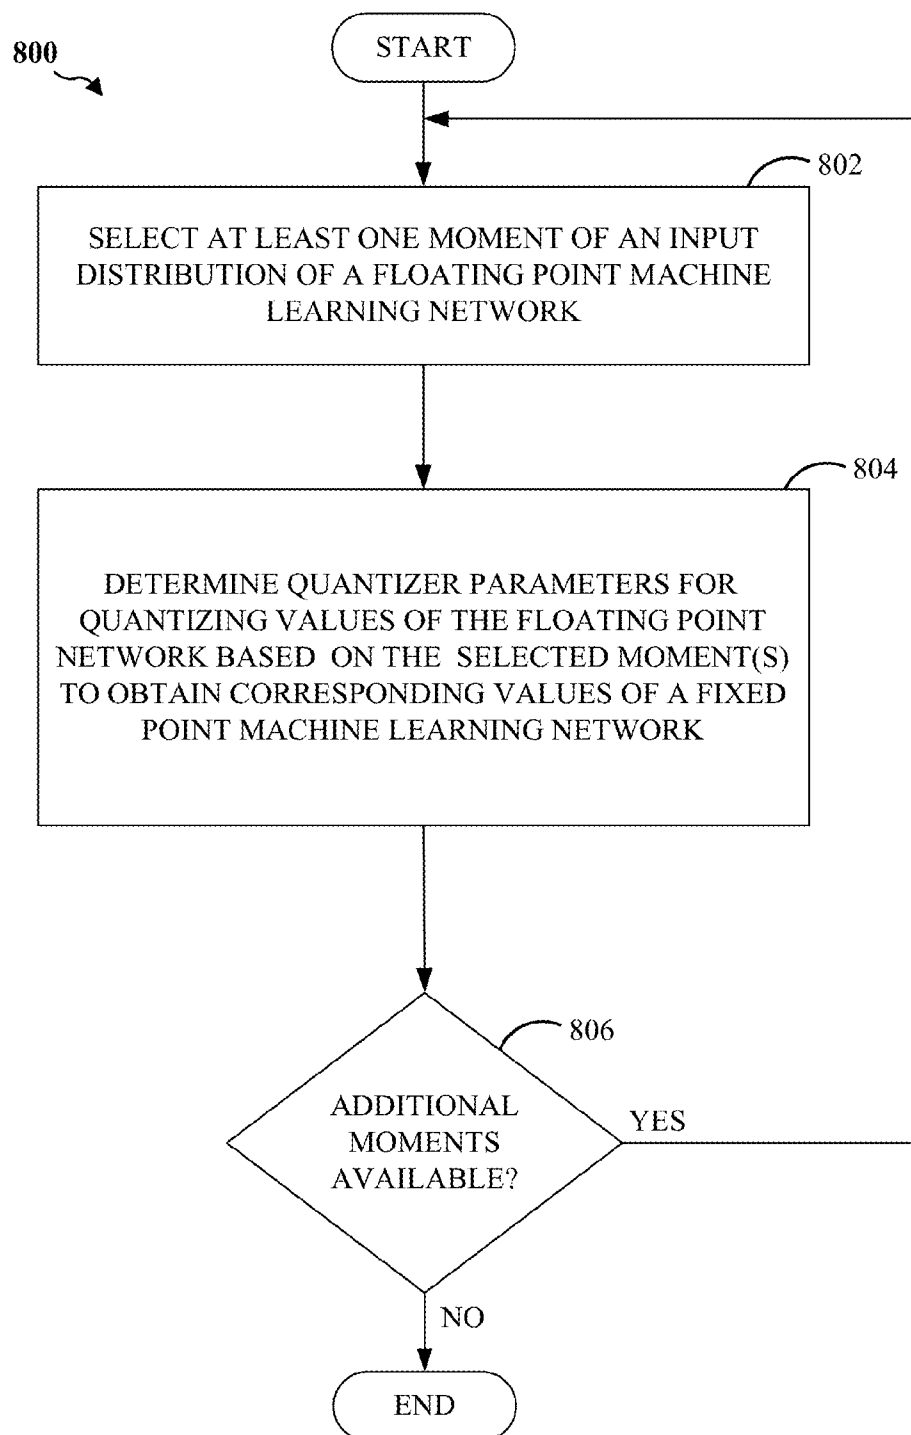 800
START
802
SELECT AT LEAST ONE MOMENT OF AN INPUT
DISTRIBUTION OF A FLOATING POINT MACHINE
LEARNING NETWORK
804
DETERMINE QUANTIZER PARAMETERS FOR
QUANTIZING VALUES OF THE FLOATING POINT
NETWORK BASED ON THE SELECTED MOMENT(S)
TO OBTAIN CORRESPONDING VALUES OF A FIXED
POINT MACHINE LEARNING NETWORK
806
ADDITIONAL
MOMENTS
AVAILABLE?
YES
NO
END